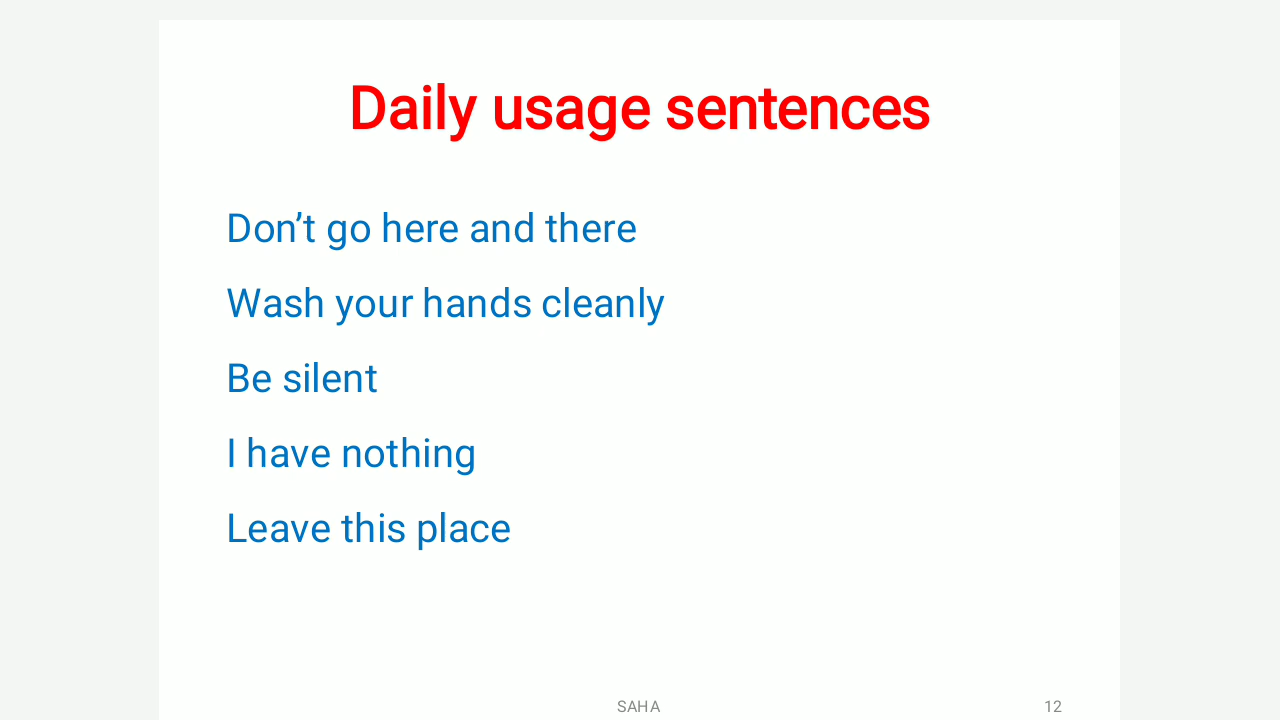 Daily usage sentences
Don’t go here and there
Wash your hands cleanly
Be silent
I have nothing
Leave this place
SAHA
12